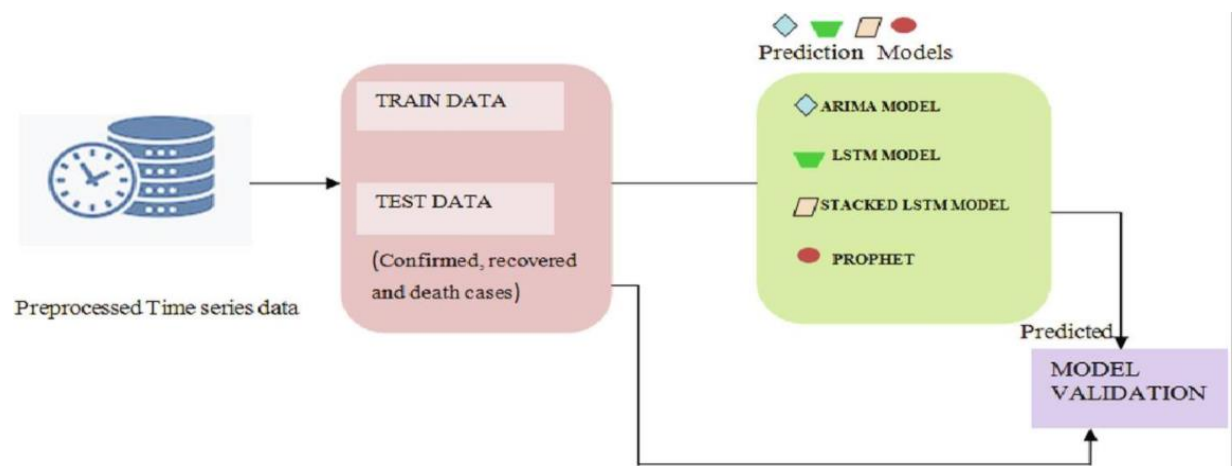 Preprocessed Time series data
TRAIN DATA
TEST DATA
(Confirmed, recovered
and death cases)
Prediction Models
ARIMA MODEL
LSTM MODEL
STACKED LSTM MODEL
PROPHET
Predicted
MODEL
VALIDATION